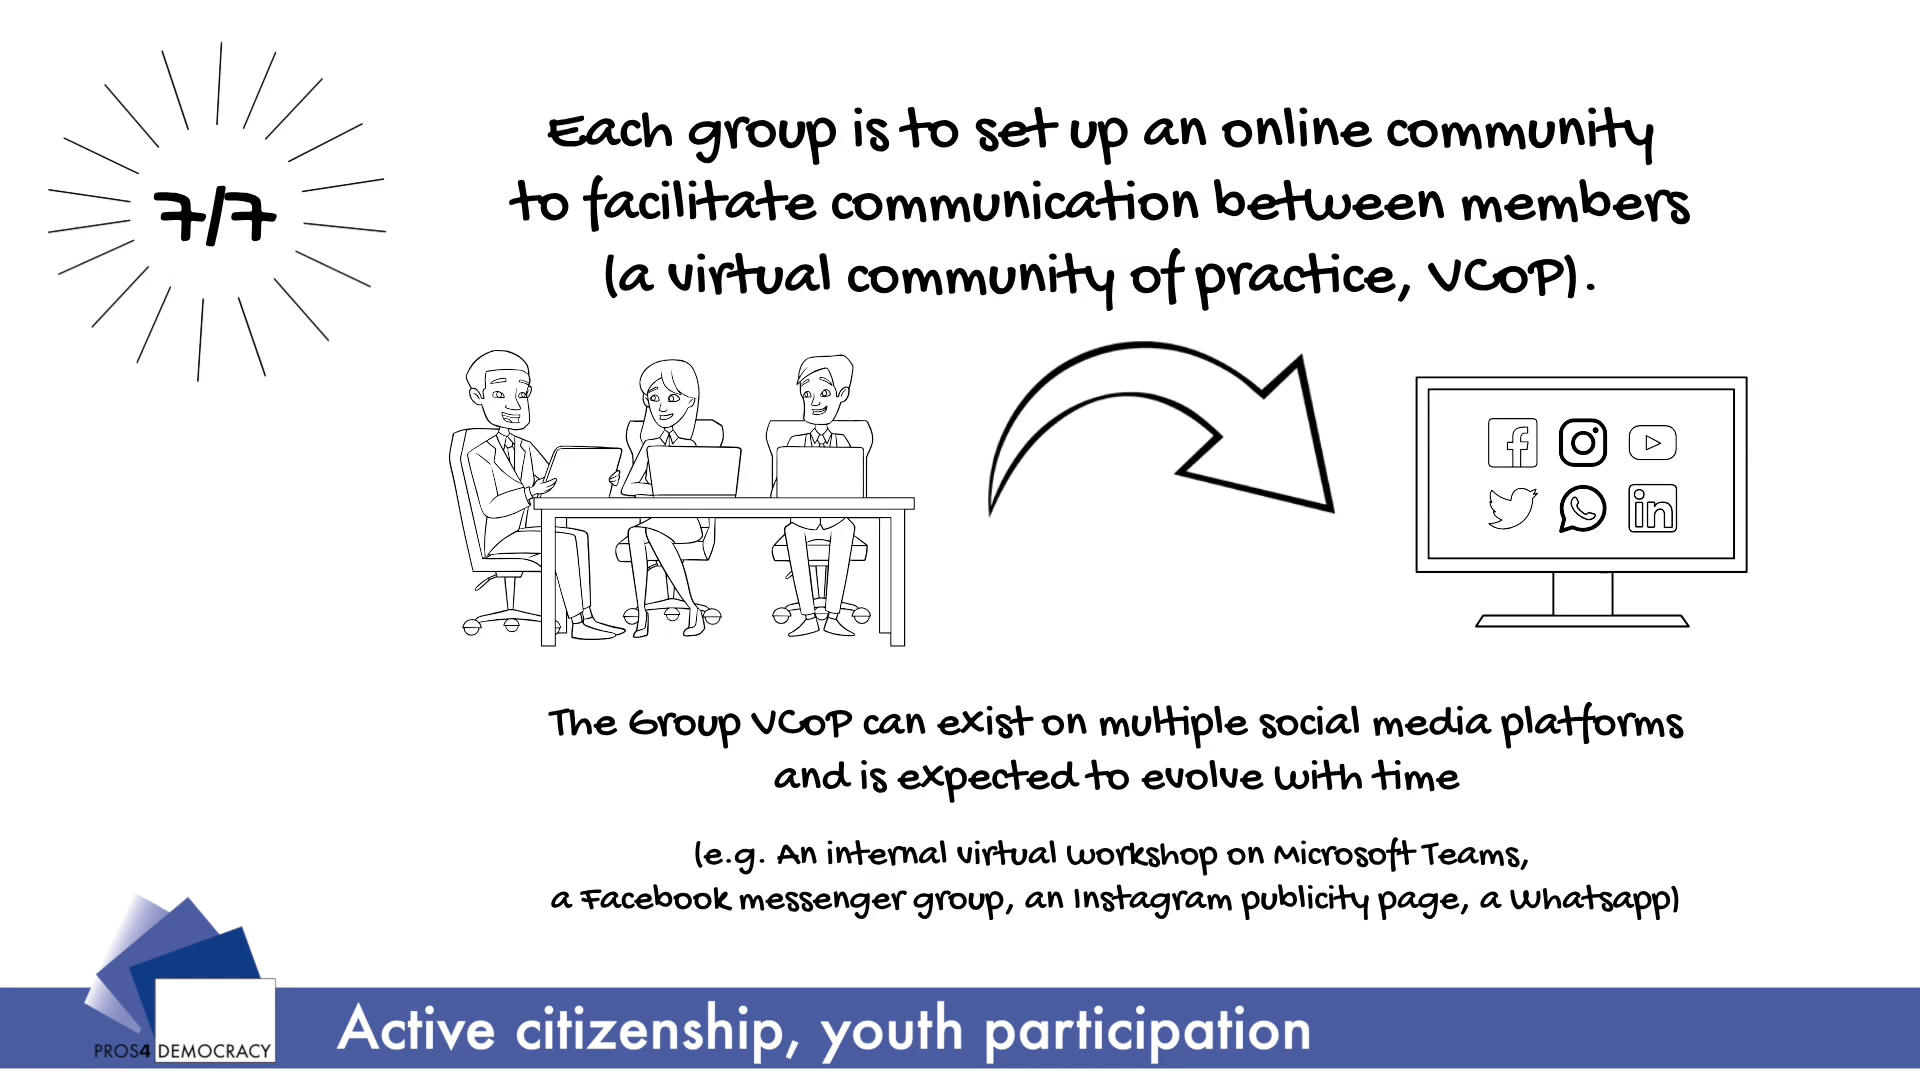 7/7
Each group is to set up an online community
to facilitate communication between members
(a virtual community of practice, VCoP).
The Group VCoP can exist on multiple social media platforms
and is expected to evolve with time
(e.g. An internal virtual workshop on Microsoft Teams,
a Facebook messenger group, an Instagram publicity page, a Whatsapp)
PROS4 DEMOCRACY
Active citizenship, youth participation